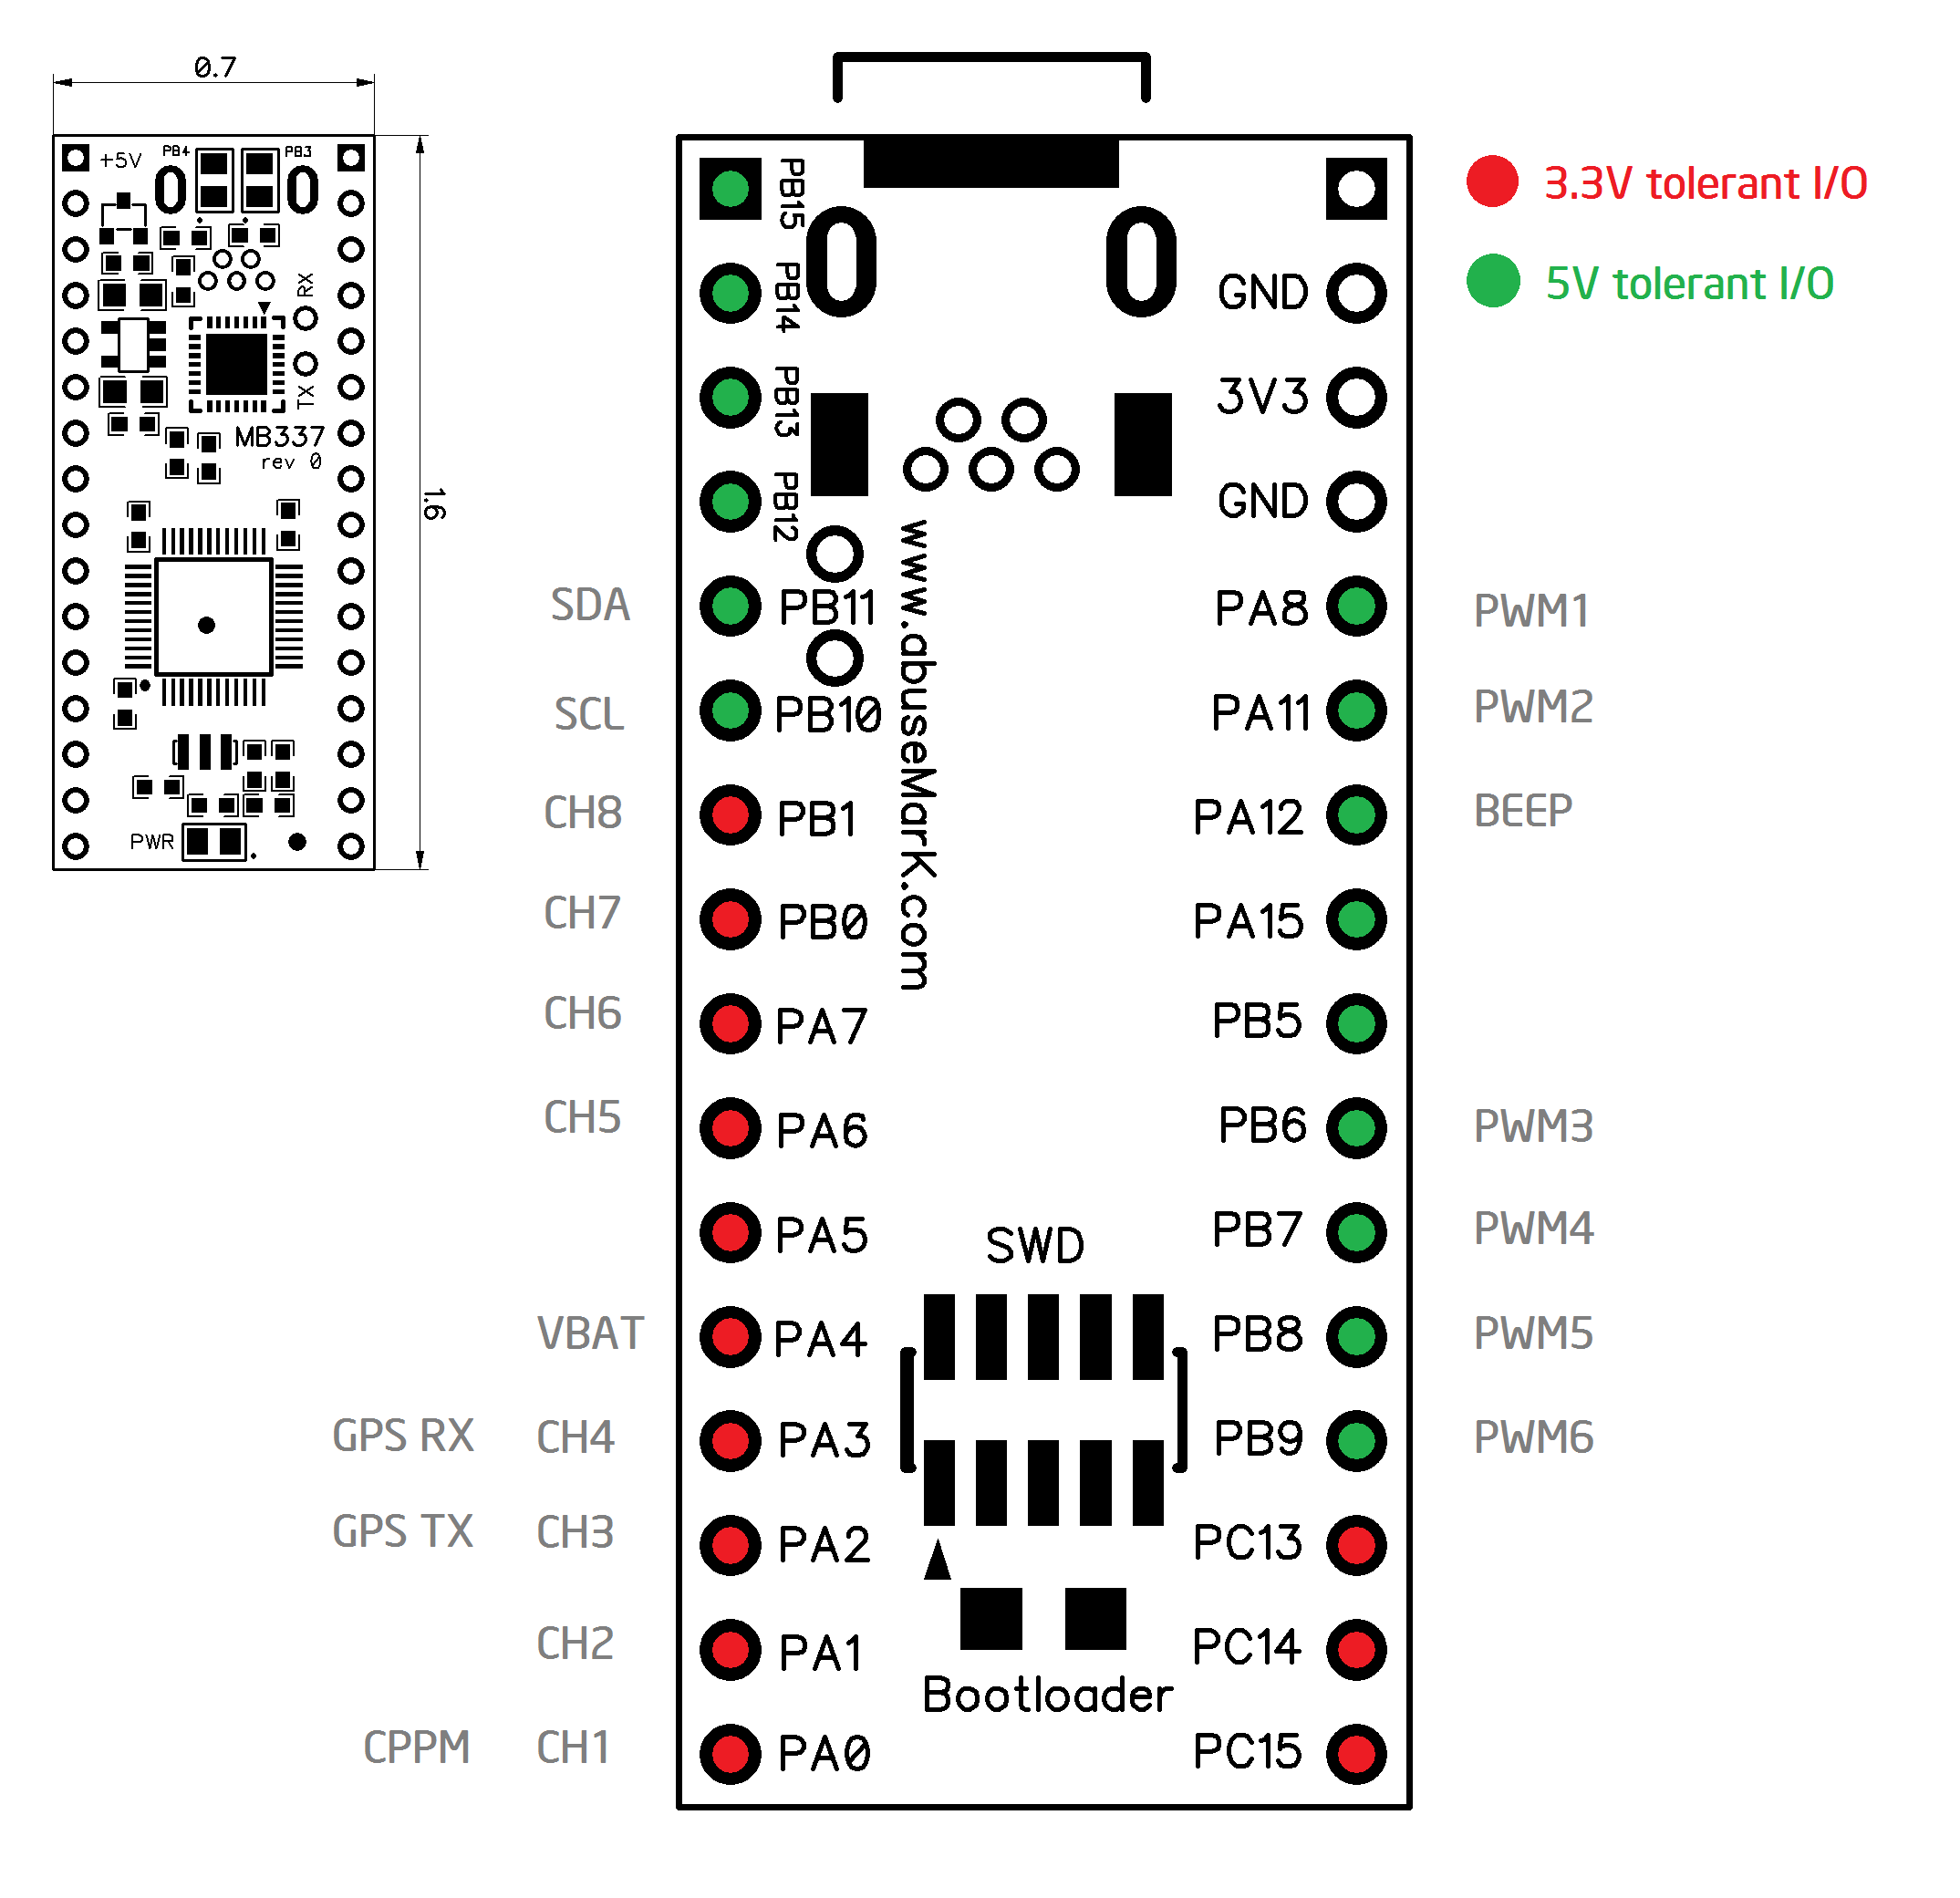 0.7
+5V
PB4
PB3
RX
TX
MB337
rev 0
1.6
PWR
3.3V tolerant I/O
5V tolerant I/O
PB15
PB14
GND
PB13
3V3
PB12
GND
www.abuseMarK.com
SDA PB11 PA8 PWM1
SCL PB10 PA11 PWM2
CH8 PB1 PA12 BEEP
CH7 PB0 PA15
CH6 PA7 PB5
CH5 PA6 PB6 PWM3
PA5 PB7 PWM4
SWD
VBAT PA4 PB8 PWM5
GPS RX CH4 PA3 PB9 PWM6
GPS TX CH3 PA2 PC13
CH2 PA1 PC14
Bootloader
CPPM CH1 PA0 PC15